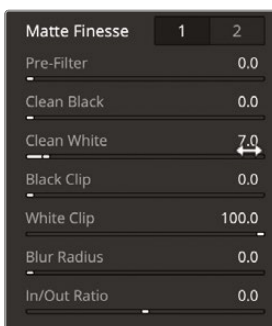 Matte Finesse 1 2
Pre-Filter 0.0
Clean Black 0.0
Clean White 7.0
Black Clip 0.0
White Clip 100.0
Blur Radius 0.0
In/Out Ratio 0.0